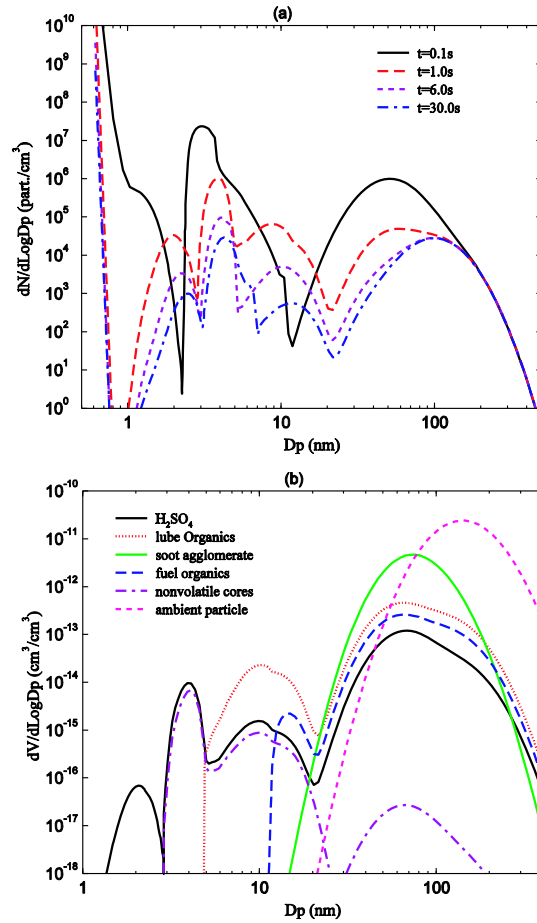 (a)
10^10
10^9
10^8
10^7
10^6
10^5
10^4
10^3
10^2
10^1
10^0
dN/dLogDp (part./cm^3)
t=0.1s
t=1.0s
t=6.0s
t=30.0s
1
10
100
Dp (nm)
(b)
10^-10
10^-11
10^-12
10^-13
10^-14
10^-15
10^-16
10^-17
10^-18
dV/dLogDp (cm^3/cm^3)
H_2SO_4
lube Organics
soot agglomerate
fuel organics
nonvolatile cores
ambient particle
1
10
100
Dp (nm)